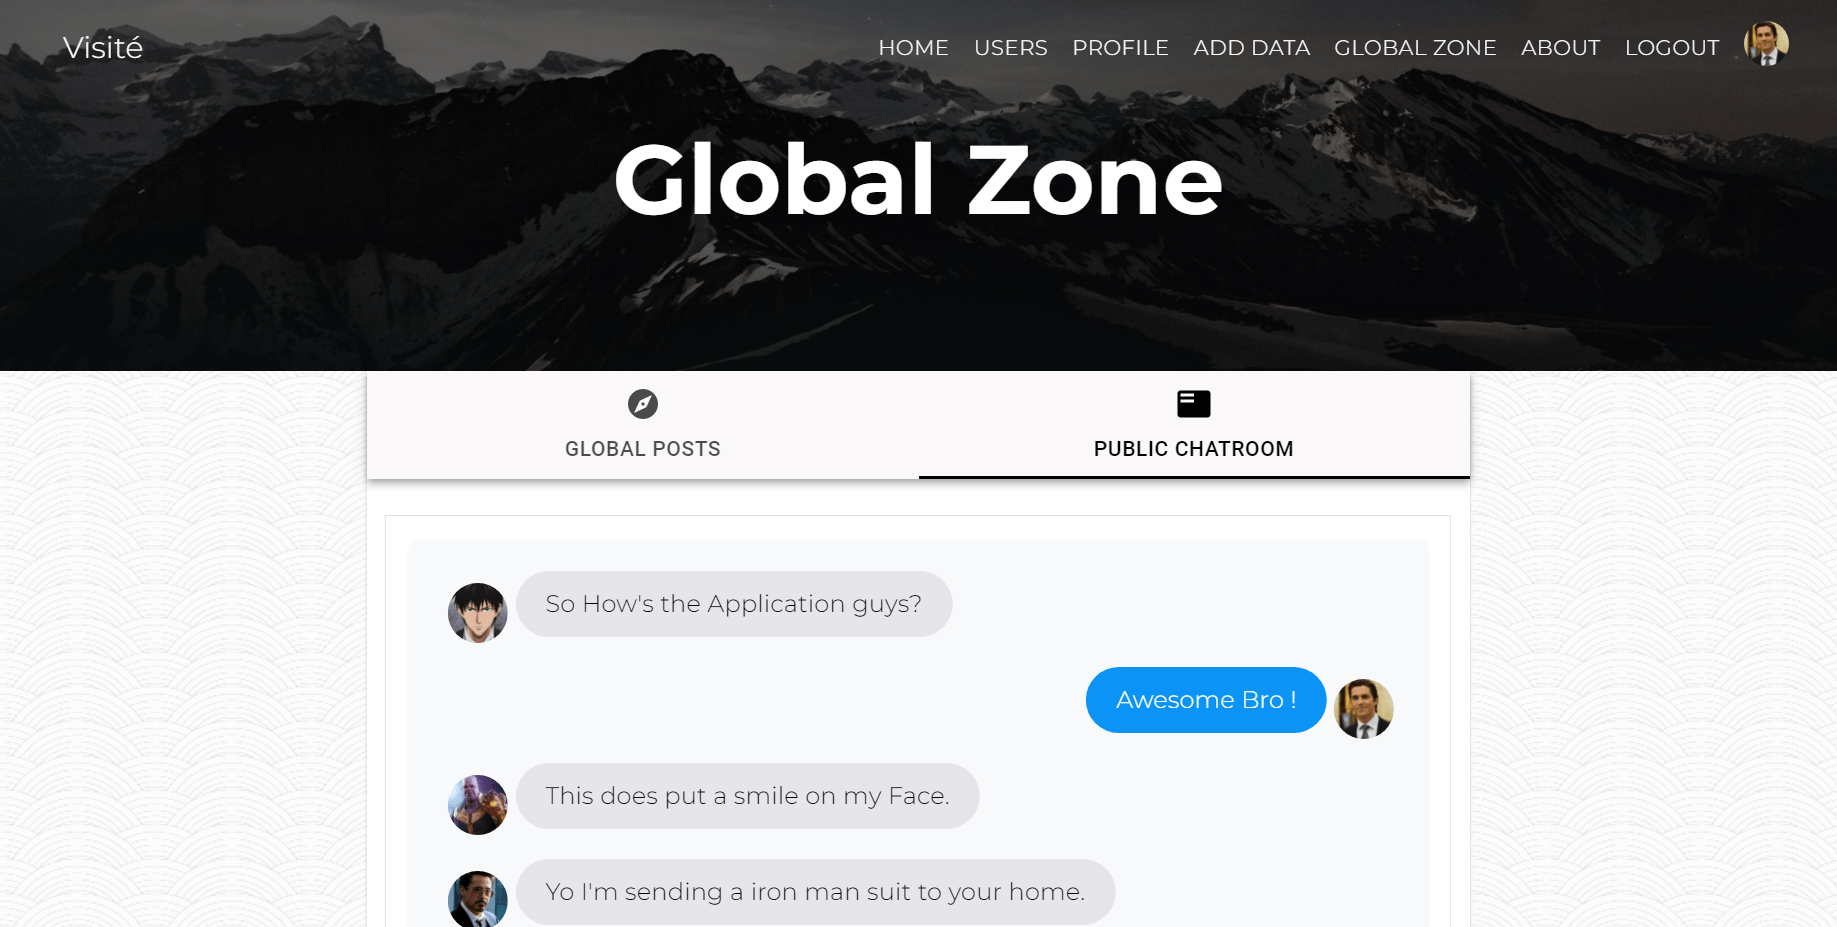 Visité
HOME USERS PROFILE ADD DATA GLOBAL ZONE ABOUT LOGOUT
Global Zone
GLOBAL POSTS
PUBLIC CHATROOM
So How's the Application guys?
Awesome Bro !
This does put a smile on my Face.
Yo I'm sending a iron man suit to your home.